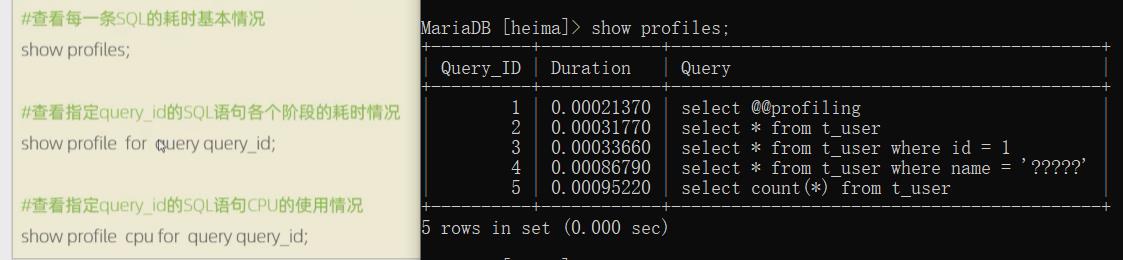 #查看每一条SQL的耗时基本情况
show profiles;
#查看指定query_id的SQL语句各个阶段的耗时情况
show profile for query query_id;
#查看指定query_id的SQL语句CPU的使用情况
show profile cpu for query query_id;
MariaDB [heima]> show profiles;
+----------+------------+------------------------------------------+
| Query_ID | Duration | Query |
+----------+------------+------------------------------------------+
| 1 | 0.00021370 | select @@profiling |
| 2 | 0.00031770 | select * from t_user |
| 3 | 0.00033660 | select * from t_user where id = 1 |
| 4 | 0.00086790 | select * from t_user where name = '?????' |
| 5 | 0.00095220 | select count(*) from t_user |
+----------+------------+------------------------------------------+
5 rows in set (0.000 sec)